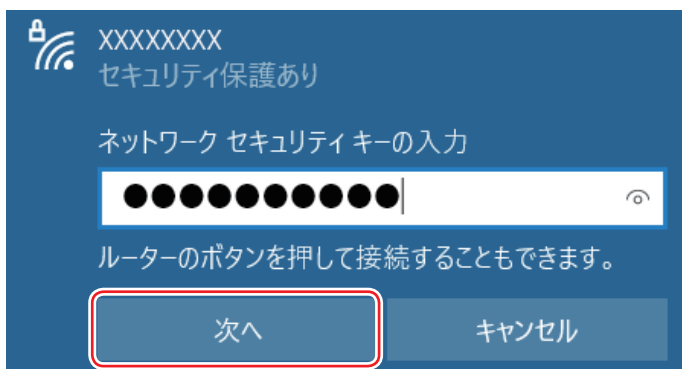 XXXXXXXX
セキュリティ保護あり
ネットワーク セキュリティ キーの入力
●●●●●●●●●●
ルーターのボタンを押して接続することもできます。
次へ
キャンセル